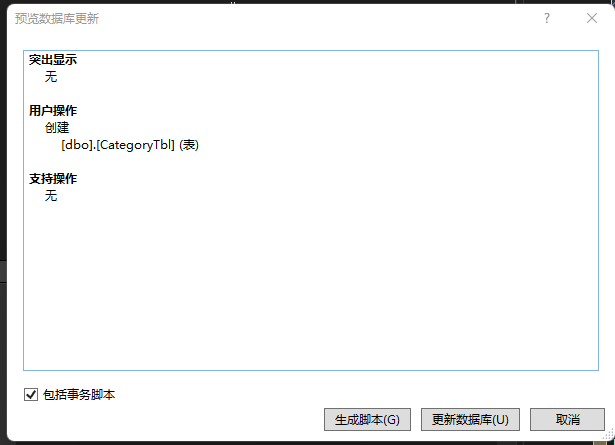 预览数据库更新
?
突出显示
无
用户操作
创建
[dbo].[CategoryTbl] (表)
支持操作
无
包括事务脚本
生成脚本(G)
更新数据库(U)
取消